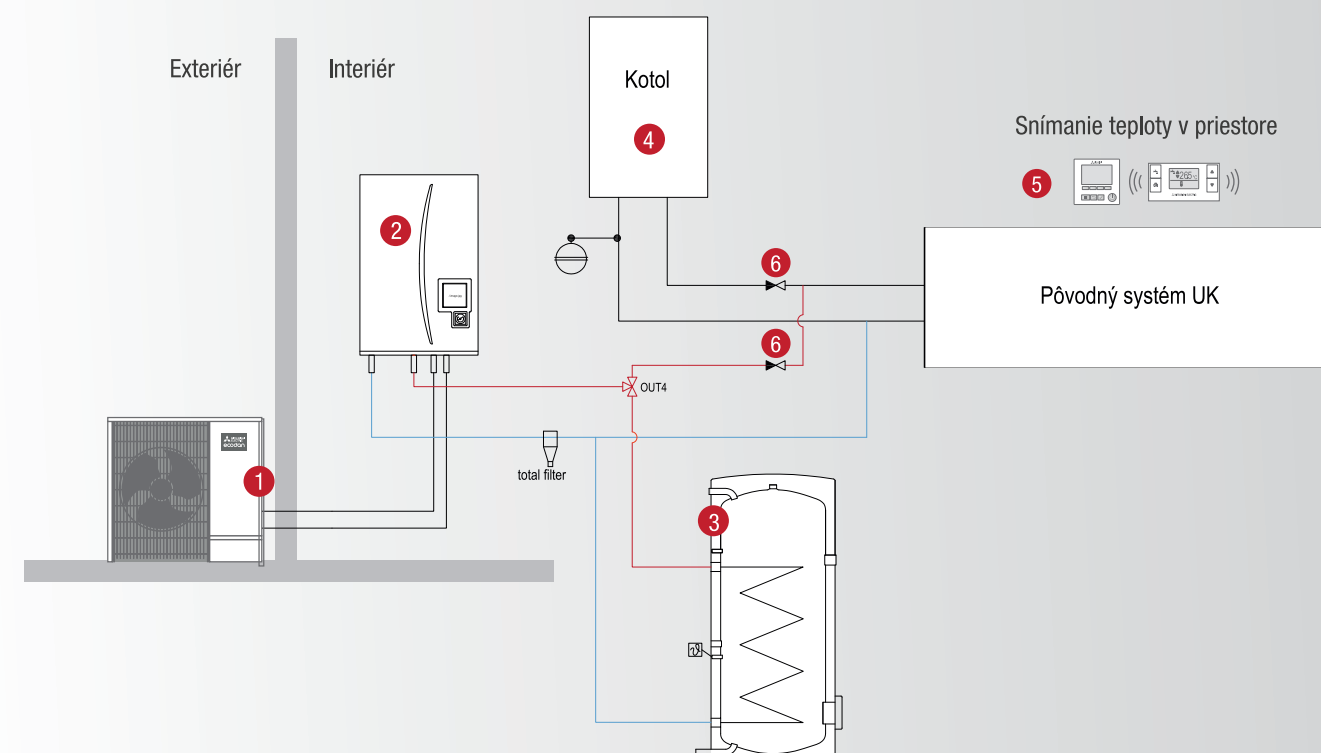 Exteriér
Interiér
Kotol
4
Snímanie teploty v priestore
5
2
6
Pôvodný systém UK
6
OUT4
ecodan
1
total filter
3